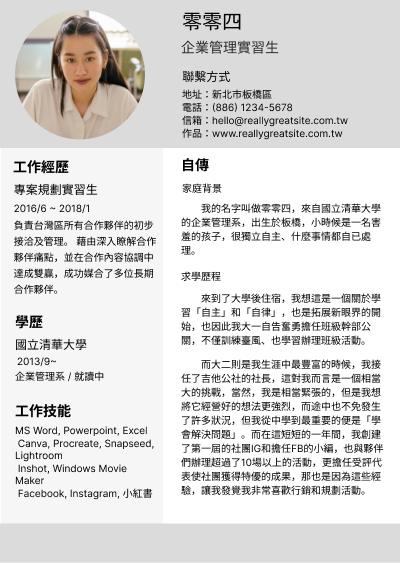 零零四
企業管理實習生
聯繫方式
地址：新北市板橋區
電話：(886) 1234-5678
信箱：hello@reallygreatsite.com.tw
作品：www.reallygreatsite.com.tw
工作經歷
專案規劃實習生
2016/6 ~ 2018/1
負責台灣區所有合作夥伴的初步
接洽及管理。 藉由深入瞭解合作
夥伴痛點，並在合作內容協調中
達成雙贏，成功媒合了多位長期
合作夥伴。
學歷
國立清華大學
2013/9~
企業管理系 / 就讀中
工作技能
MS Word, Powerpoint, Excel
Canva, Procreate, Snapseed,
Lightroom
Inshot, Windows Movie
Maker
Facebook, Instagram, 小紅書
自傳
家庭背景
我的名字叫做零零四，來自國立清華大學
的企業管理系，出生於板橋，小時候是一名害
羞的孩子，很獨立自主、什麼事情都自已處
理。
求學歷程
來到了大學後住宿，我想這是一個關於學
習「自主」和「自律」，也是拓展新眼界的開
始，也因此我大一自告奮勇擔任班級幹部公
關，不僅訓練臺風、也學習辦理班級活動。
而大二則是我生涯中最豐富的時候，我接
任了吉他公社的社長，這對我而言是一個相當
大的挑戰，當然，我是相當緊張的，但是我想
將它經營好的想法更強烈，而途中也不免發生
了許多狀況，但我從中學到最重要的便是「學
會解決問題」。而在這短短的一年間，我創建
了第一屆的社團IG和擔任FB的小編，也與夥伴
們辦理超過了10場以上的活動，更擔任受評代
表使社團獲得特優的成果，那也是因為這些經
驗，讓我發覺我非常喜歡行銷和規劃活動。